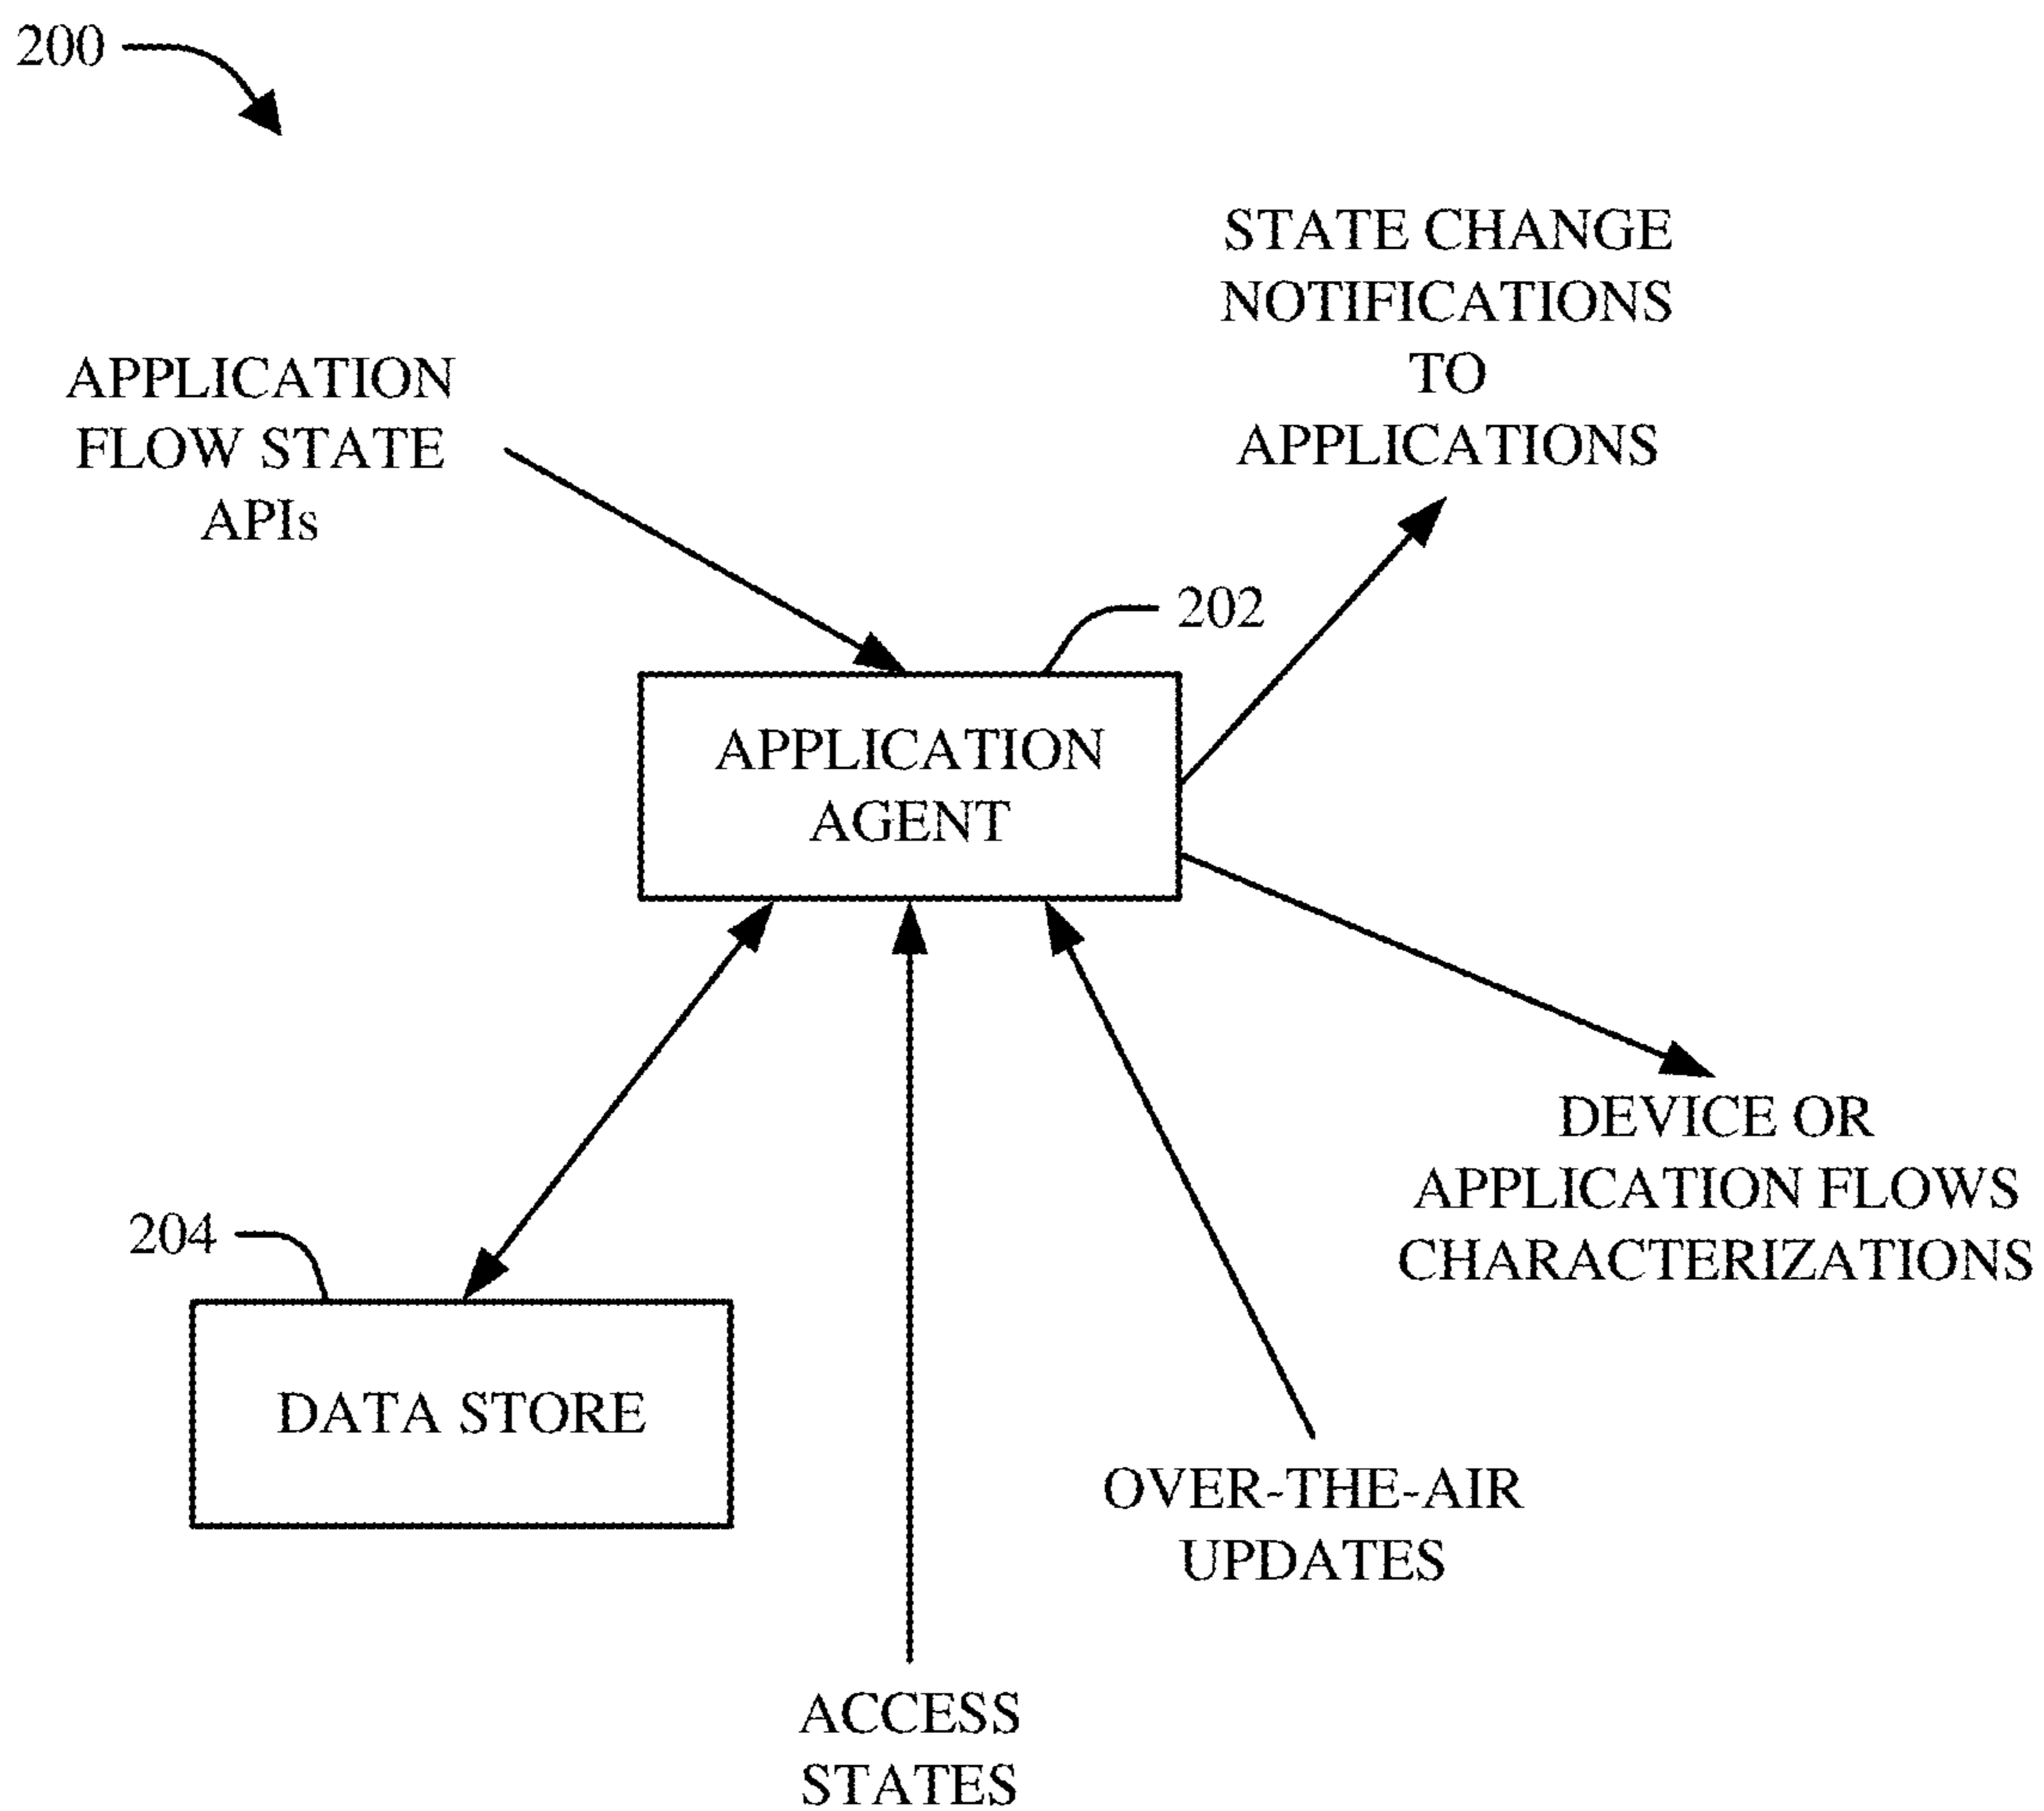 200
STATE CHANGE
NOTIFICATIONS
TO
APPLICATIONS
APPLICATION
FLOW STATE
APIs
202
APPLICATION
AGENT
DEVICE OR
APPLICATION FLOWS
CHARACTERIZATIONS
204
DATA STORE
OVER-THE-AIR
UPDATES
ACCESS
STATES